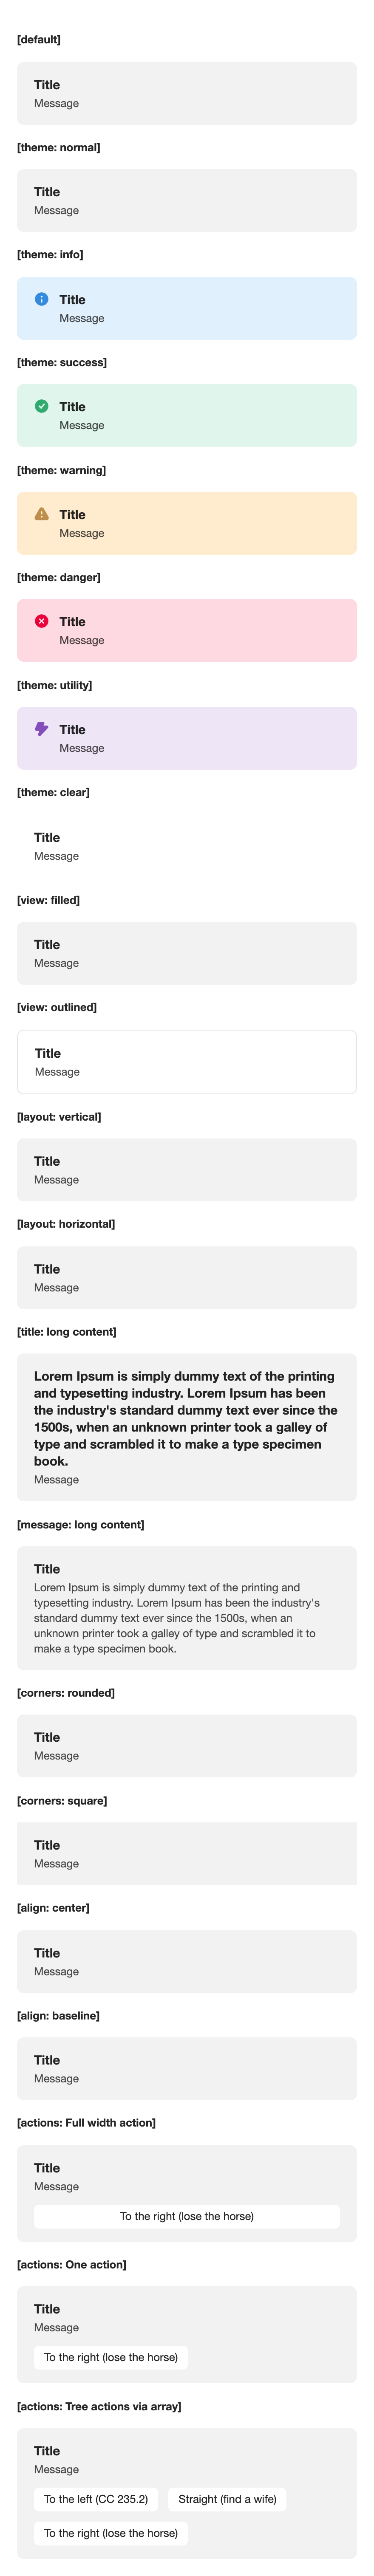 [default]
Title
Message
[theme: normal]
Title
Message
[theme: info]
Title
Message
[theme: success]
Title
Message
[theme: warning]
Title
Message
[theme: danger]
Title
Message
[theme: utility]
Title
Message
[theme: clear]
Title
Message
[view: filled]
Title
Message
[view: outlined]
Title
Message
[layout: vertical]
Title
Message
[layout: horizontal]
Title
Message
[title: long content]
Lorem Ipsum is simply dummy text of the printing
and typesetting industry. Lorem Ipsum has been
the industry's standard dummy text ever since the
1500s, when an unknown printer took a galley of
type and scrambled it to make a type specimen
book.
Message
[message: long content]
Title
Lorem Ipsum is simply dummy text of the printing and
typesetting industry. Lorem Ipsum has been the industry's
standard dummy text ever since the 1500s, when an
unknown printer took a galley of type and scrambled it to
make a type specimen book.
[corners: rounded]
Title
Message
[corners: square]
Title
Message
[align: center]
Title
Message
[align: baseline]
Title
Message
[actions: Full width action]
Title
Message
To the right (lose the horse)
[actions: One action]
Title
Message
To the right (lose the horse)
[actions: Tree actions via array]
Title
Message
To the left (CC 235.2) Straight (find a wife)
To the right (lose the horse)